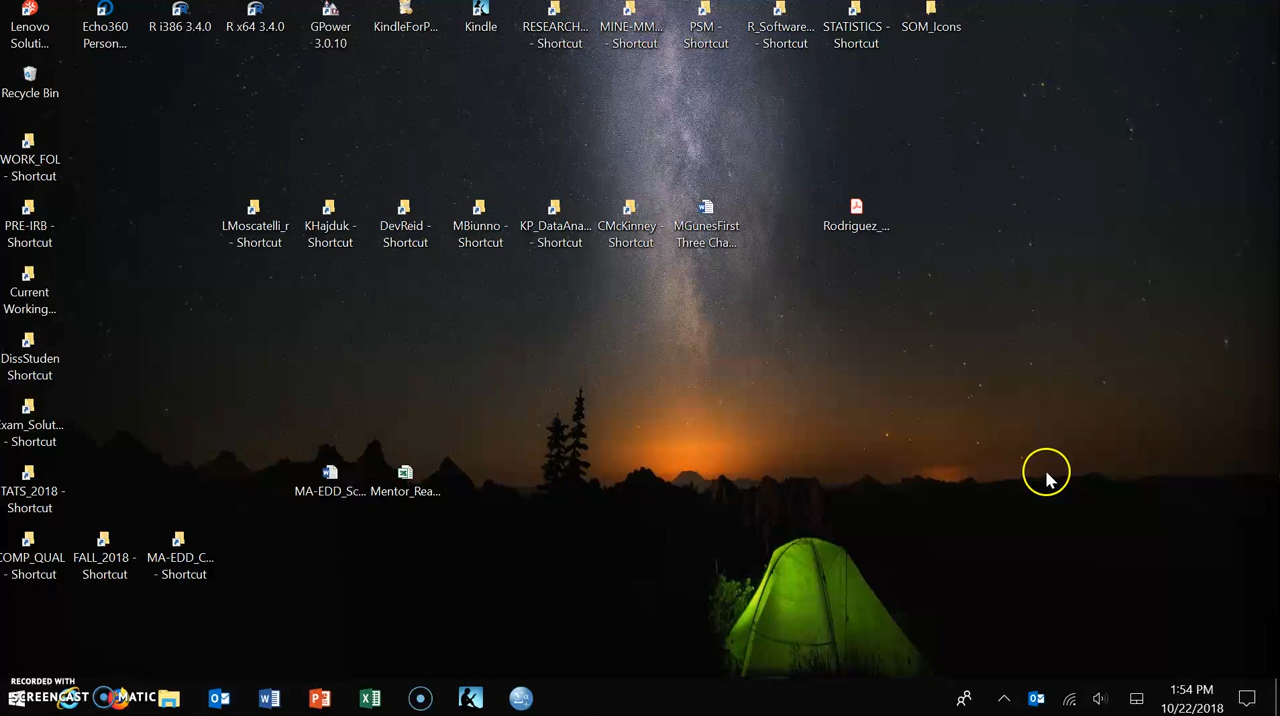 Lenovo
Soluti...
Echo360
Person...
R i386 3.4.0
R x64 3.4.0
GPower
3.0.10
KindleForP...
Kindle
RESEARCH...
- Shortcut
MINE-MM...
- Shortcut
PSM -
Shortcut
R_Software...
- Shortcut
STATISTICS -
Shortcut
SOM_Icons
Recycle Bin
WORK_FOL
- Shortcut
PRE-IRB -
Shortcut
LMoscatelli_r
- Shortcut
KHajduk -
Shortcut
DevReid -
Shortcut
MBiunno -
Shortcut
KP_DataAna...
- Shortcut
CMcKinney -
Shortcut
MGunesFirst
Three Cha...
Rodriguez_...
Current
Working...
DissStuden
Shortcut
Exam_Solut...
- Shortcut
TATS_2018 -
Shortcut
MA-EDD_Sc...
Mentor_Rea...
COMP_QUAL
- Shortcut
FALL_2018 -
Shortcut
MA-EDD_C...
- Shortcut
RECORDED WITH
SCREENCAST MATIC
1:54 PM
10/22/2018